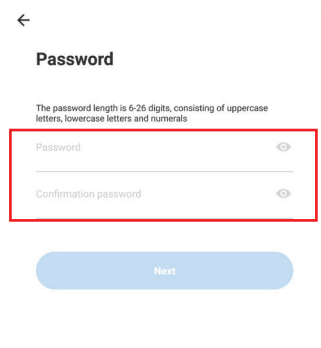 Password
The password length is 6-26 digits, consisting of uppercase
letters, lowercase letters and numerals
Password
Confirmation password
Next